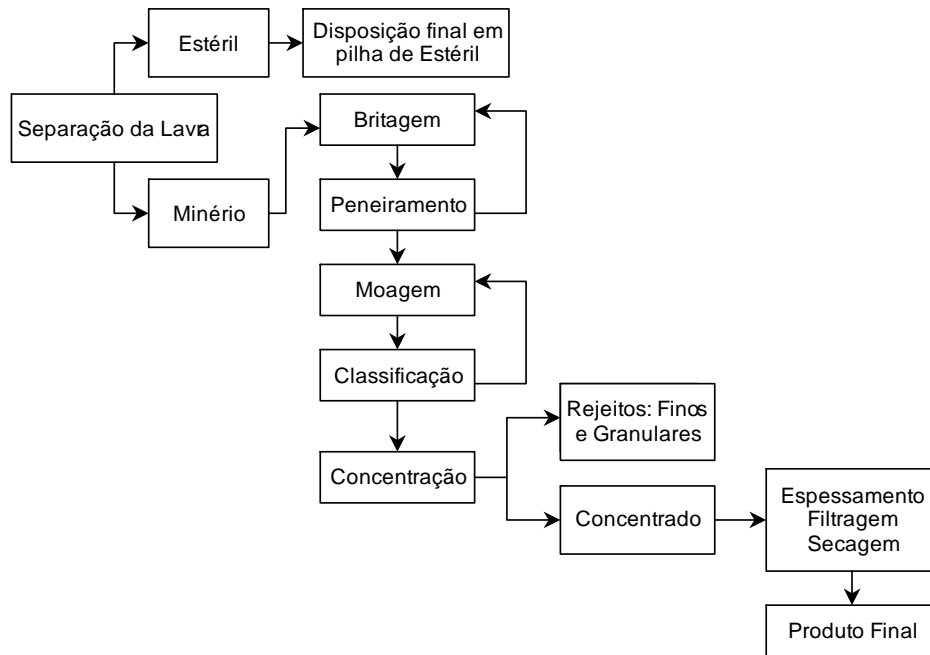 Estéril
Disposição final em
pilha de Estéril
Separação da Lavra
Britagem
Minério
Peneiramento
Moagem
Classificação
Rejeitos: Finos
e Granulares
Concentração
Concentrado
Espessamento
Filtragem
Secagem
Produto Final